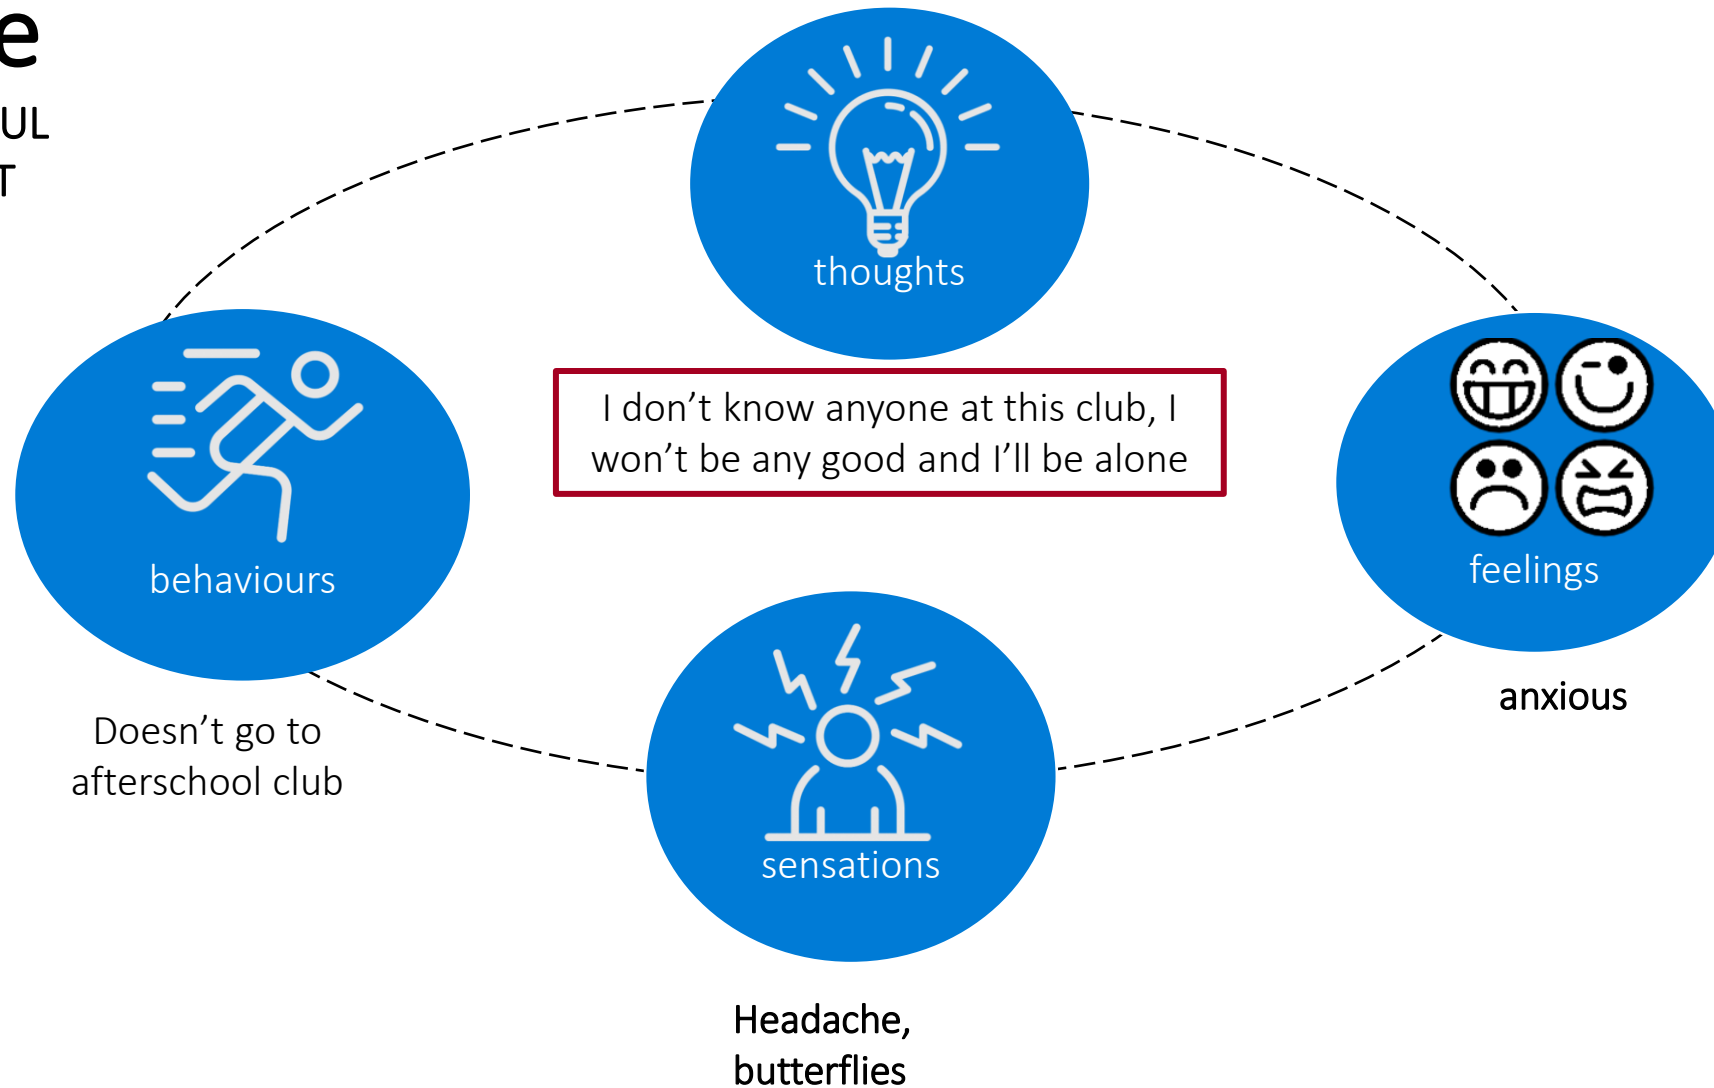 e
UL
T
thoughts
I don’t know anyone at this club, I
won’t be any good and I’ll be alone
behaviours
feelings
Doesn’t go to
afterschool club
anxious
sensations
Headache,
butterflies